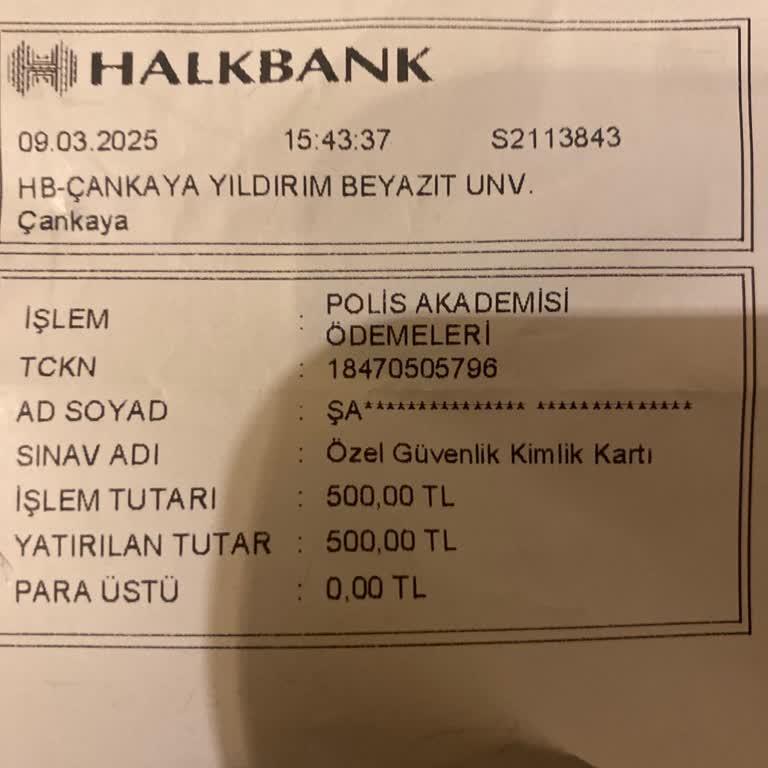 HALKBANK
09.03.2025 15:43:37 S2113843
HB-ÇANKAYA YILDIRIM BEYAZIT UNV.
Çankaya
İŞLEM : POLİS AKADEMİSİ
ÖDEMELERİ
TCKN : 18470505796
AD SOYAD : ŞA*************** **************
SINAV ADI : Özel Güvenlik Kimlik Kartı
İŞLEM TUTARI : 500,00 TL
YATIRILAN TUTAR : 500,00 TL
PARA ÜSTÜ : 0,00 TL